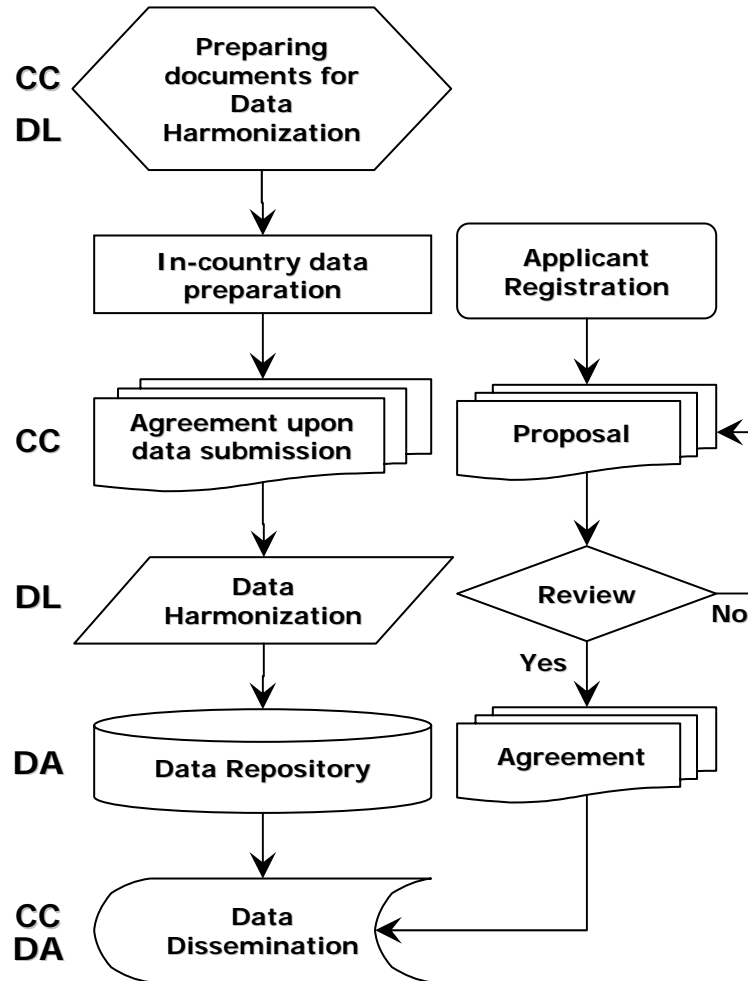 CC
DL
Preparing
documents for
Data
Harmonization
In-country data
preparation
Applicant
Registration
CC
Agreement upon
data submission
Proposal
DL
Data
Harmonization
Review
No
Yes
DA
Data Repository
Agreement
CC
DA
Data
Dissemination